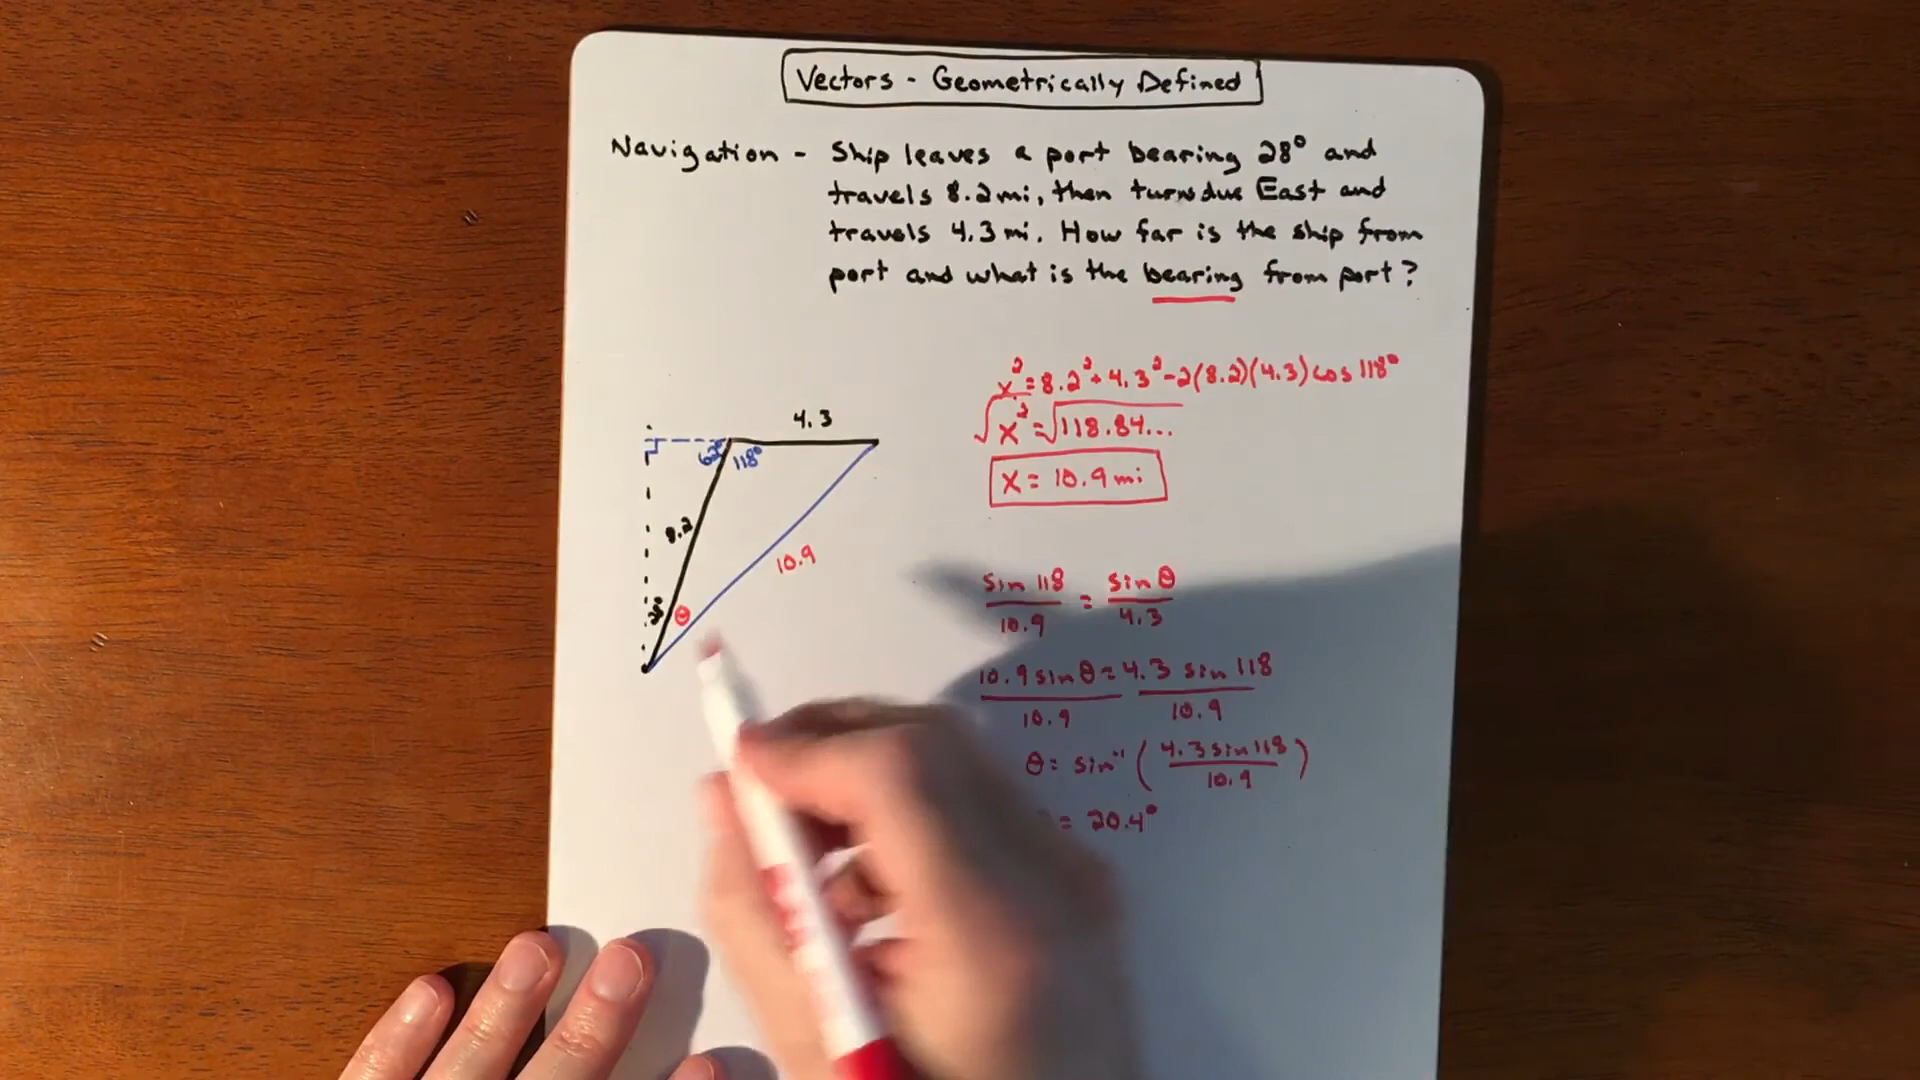 Vectors - Geometrically Defined
Navigation - Ship leaves a port bearing 28° and
travels 8.2mi, then turns due East and
travels 4.3 mi. How far is the ship from
port and what is the bearing from port?
x²=8.2²+4.3²-2(8.2)(4.3)cos 118°
√x²=√118.84...
x = 10.9 mi
4.3
62°
118°
8.2
10.9
28°
θ
sin 118 / 10.9 = sin θ / 4.3
10.9 sin θ / 10.9 = 4.3 sin 118 / 10.9
θ = sin⁻¹ ( 4.3 sin 118 / 10.9 )
= 20.4°